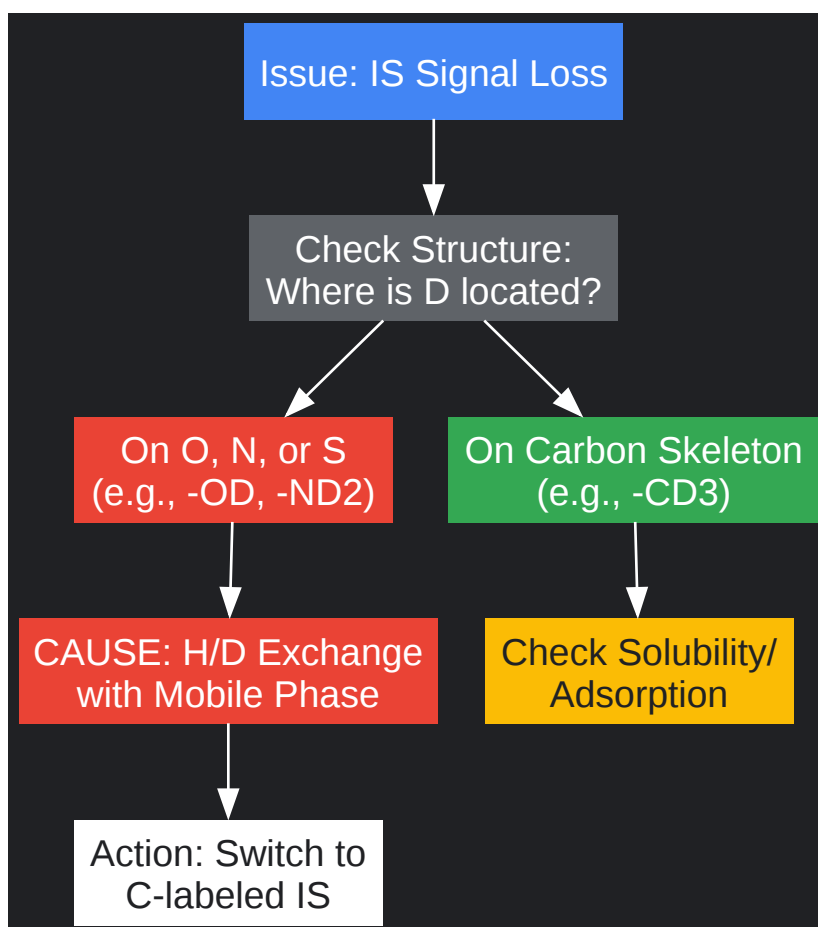 Issue: IS Signal Loss
Check Structure:
Where is D located?
On O, N, or S
(e.g., -OD, -ND2)
On Carbon Skeleton
(e.g., -CD3)
CAUSE: H/D Exchange
with Mobile Phase
Check Solubility/
Adsorption
Action: Switch to
C-labeled IS